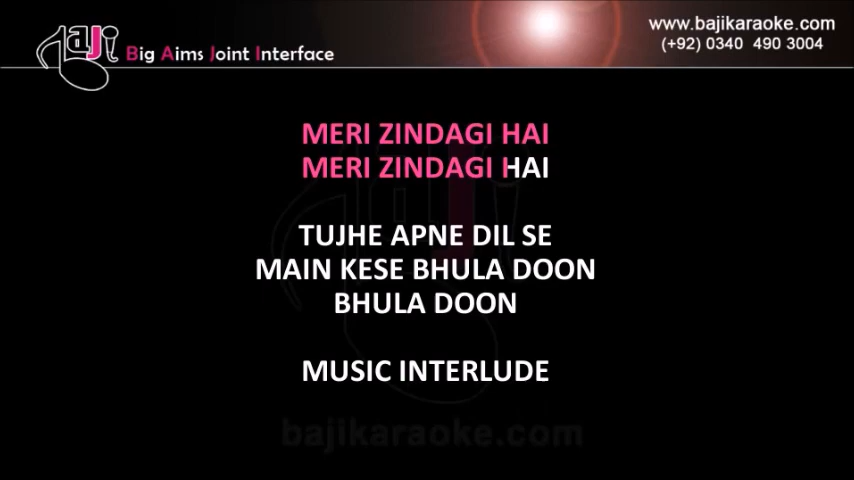 www.bajikaraoke.com
(+92) 0340 490 3004
Baji Big Aims Joint Interface
MERI ZINDAGI HAI
MERI ZINDAGI HAI
TUJHE APNE DIL SE
MAIN KESE BHULA DOON
BHULA DOON
MUSIC INTERLUDE
bajikaraoke.com